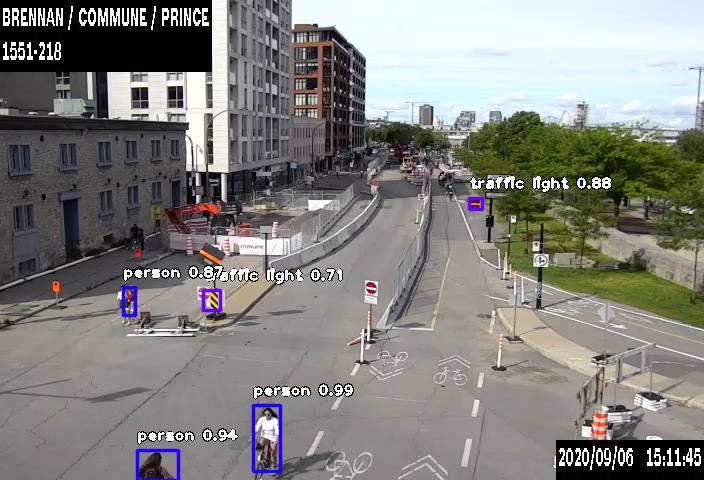 BRENNAN / COMMUNE / PRINCE
1551-218
traffic light 0.88
person 0.87
traffic light 0.71
mmune
person 0.99
person 0.94
2020/09/06 15:11:45